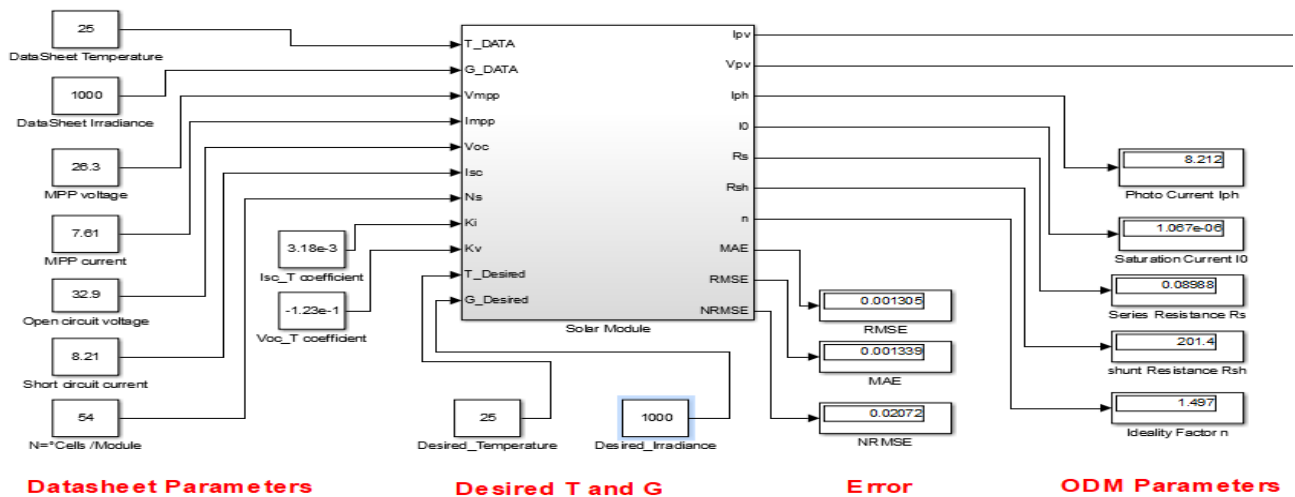 25
DataSheet Temperature
1000
DataSheet Irradiance
26.3
MPP voltage
7.61
MPP current
32.9
Open circuit voltage
8.21
Short circuit current
54
N=°Cells /Module
3.18e-3
Isc_T coefficient
-1.23e-1
Voc_T coefficient
T_DATA
G_DATA
Vmpp
Impp
Voc
Isc
Ns
Ki
Kv
T_Desired
G_Desired
Ipv
Vpv
Iph
I0
Rs
Rsh
n
MAE
RMSE
NRMSE
Solar Module
25
Desired_Temperature
1000
Desired_Irradiance
0.001305
RMSE
0.001339
MAE
0.02072
NRMSE
8.212
Photo Current Iph
1.067e-06
Saturation Current I0
0.08988
Series Resistance Rs
201.4
shunt Resistance Rsh
1.497
Ideality Factor n
Datasheet Parameters
Desired T and G
Error
ODM Parameters